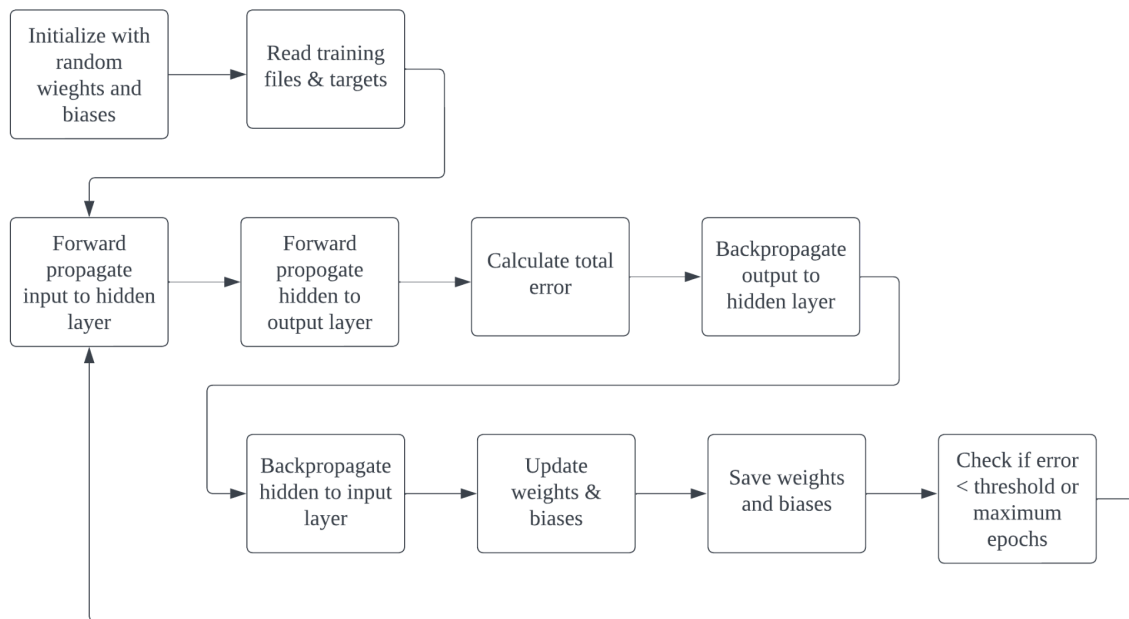 Initialize with
random
wieghts and
biases
Read training
files & targets
Forward
propagate
input to hidden
layer
Forward
propogate
hidden to
output layer
Calculate total
error
Backpropagate
output to
hidden layer
Backpropagate
hidden to input
layer
Update
weights &
biases
Save weights
and biases
Check if error
< threshold or
maximum
epochs